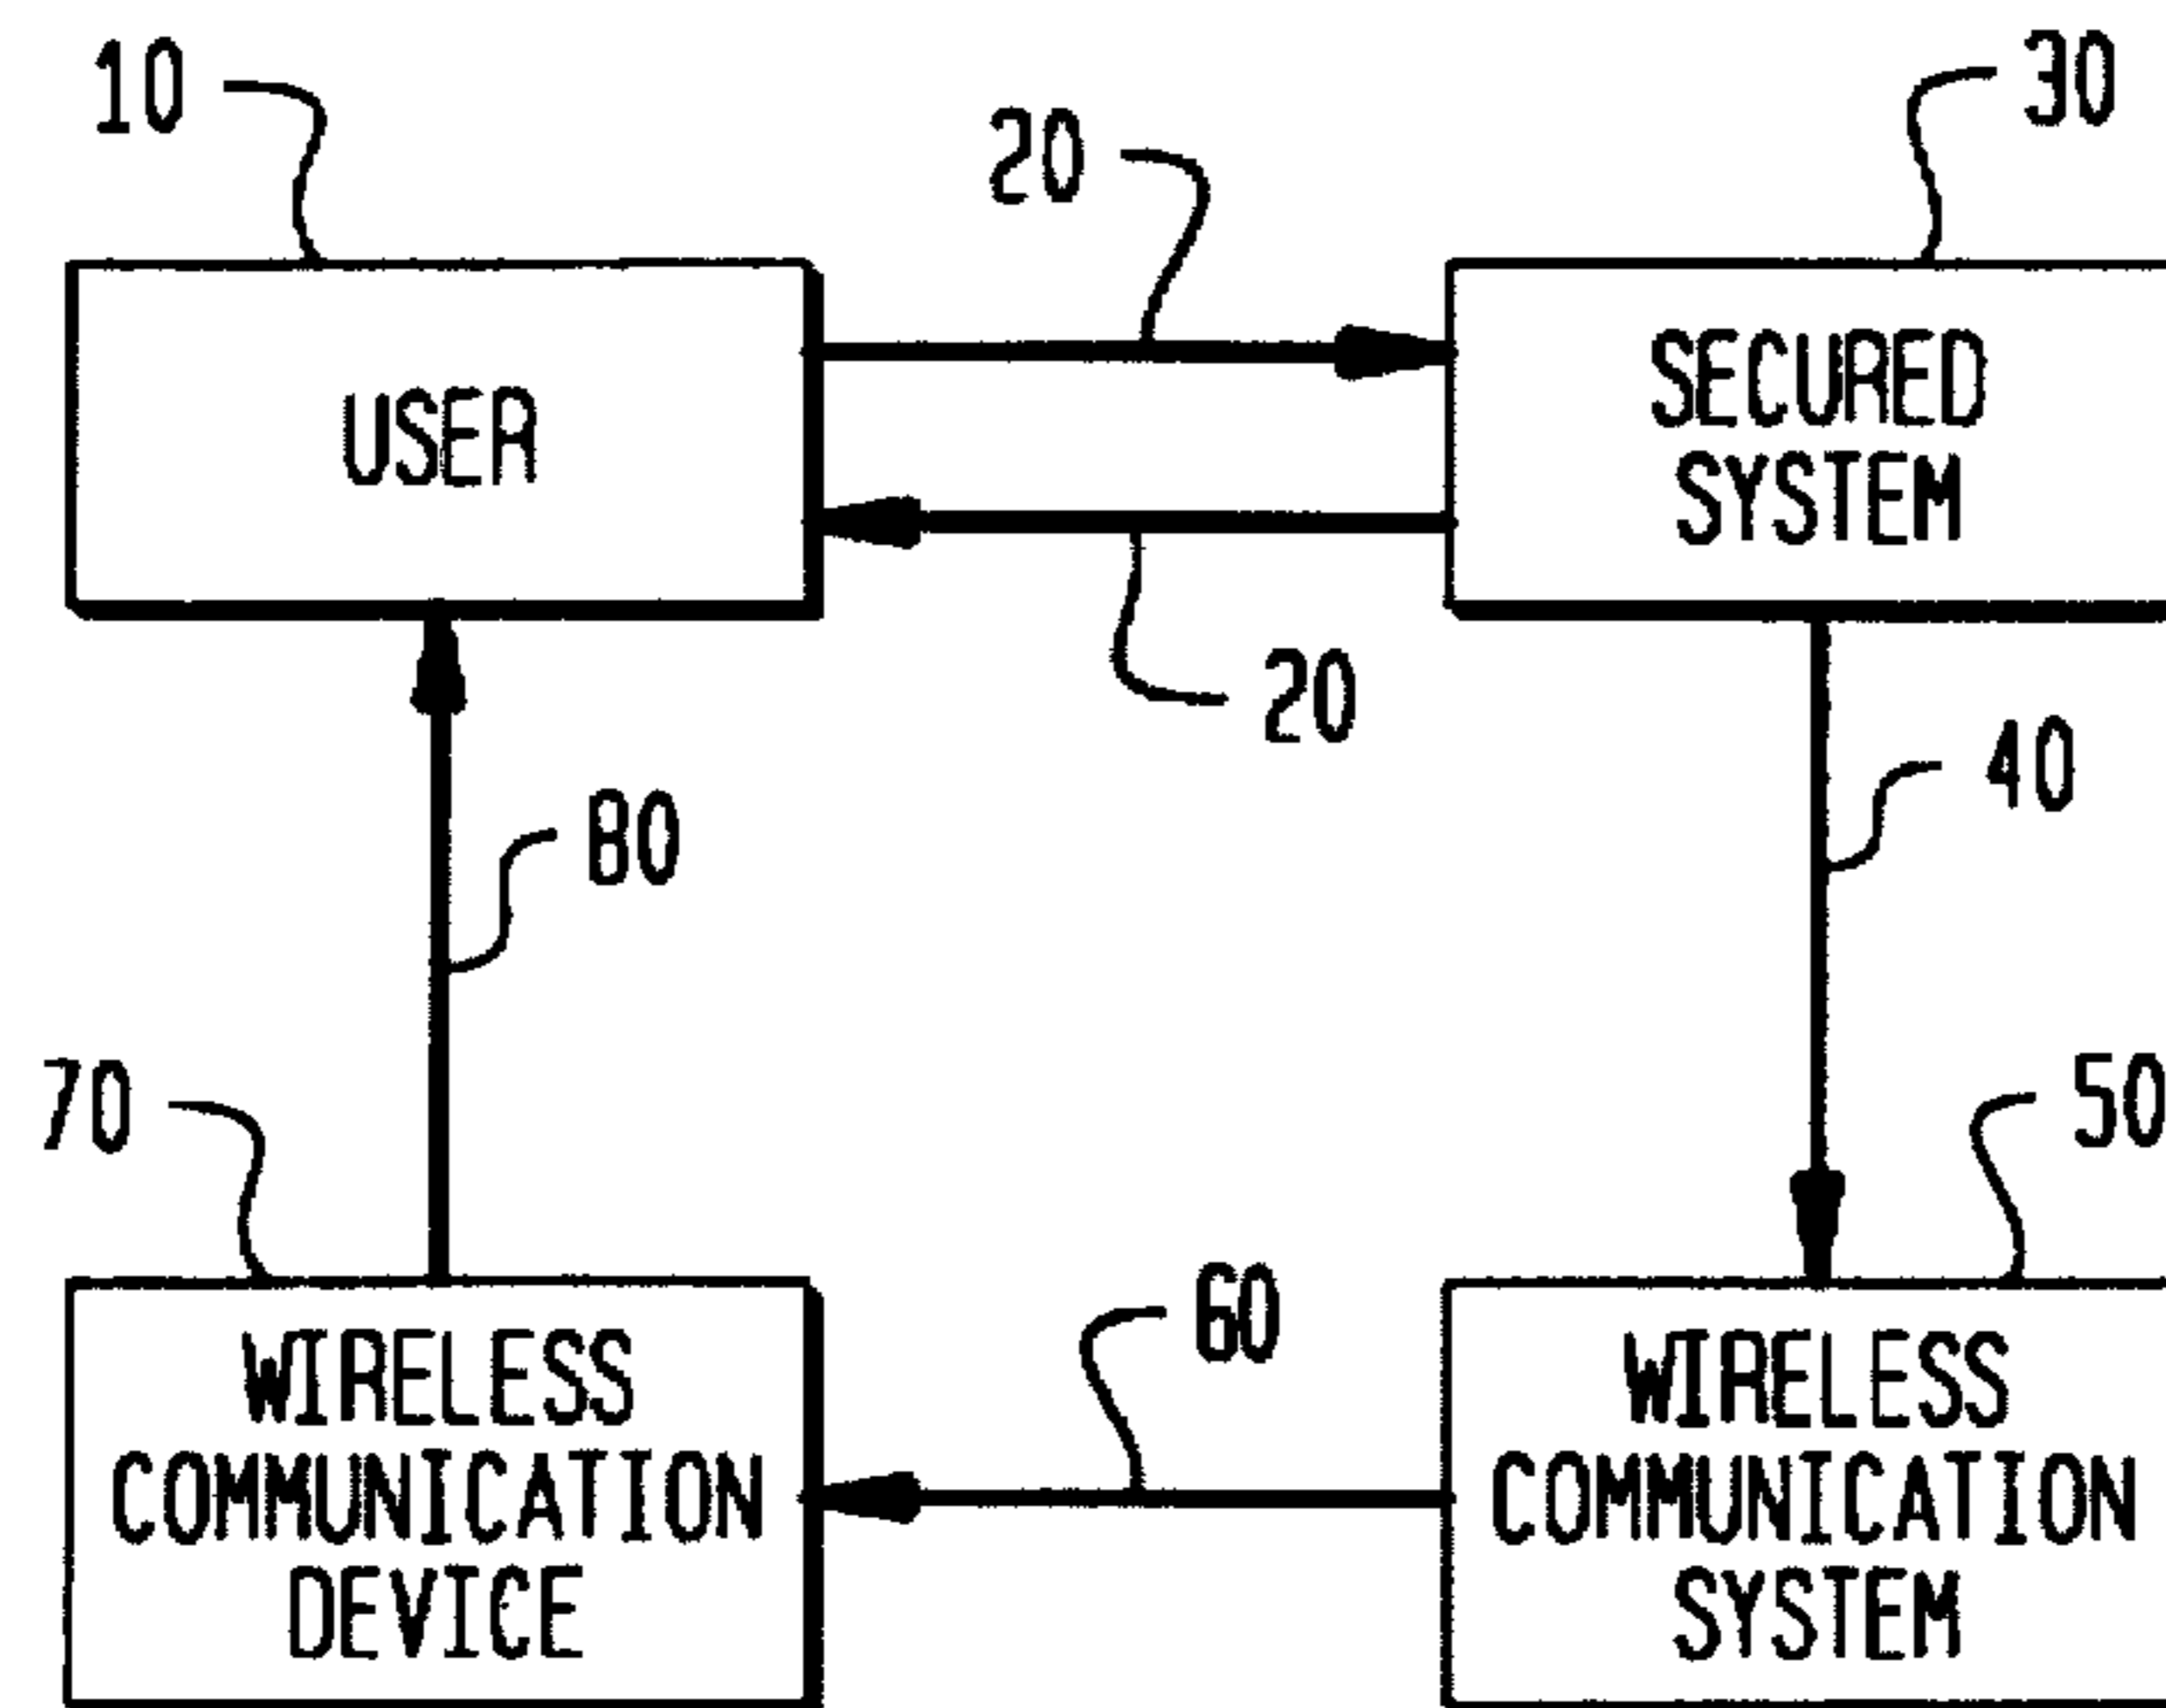 10
20
30
USER
SECURED
SYSTEM
20
40
80
70
50
60
WIRELESS
COMMUNICATION
DEVICE
WIRELESS
COMMUNICATION
SYSTEM